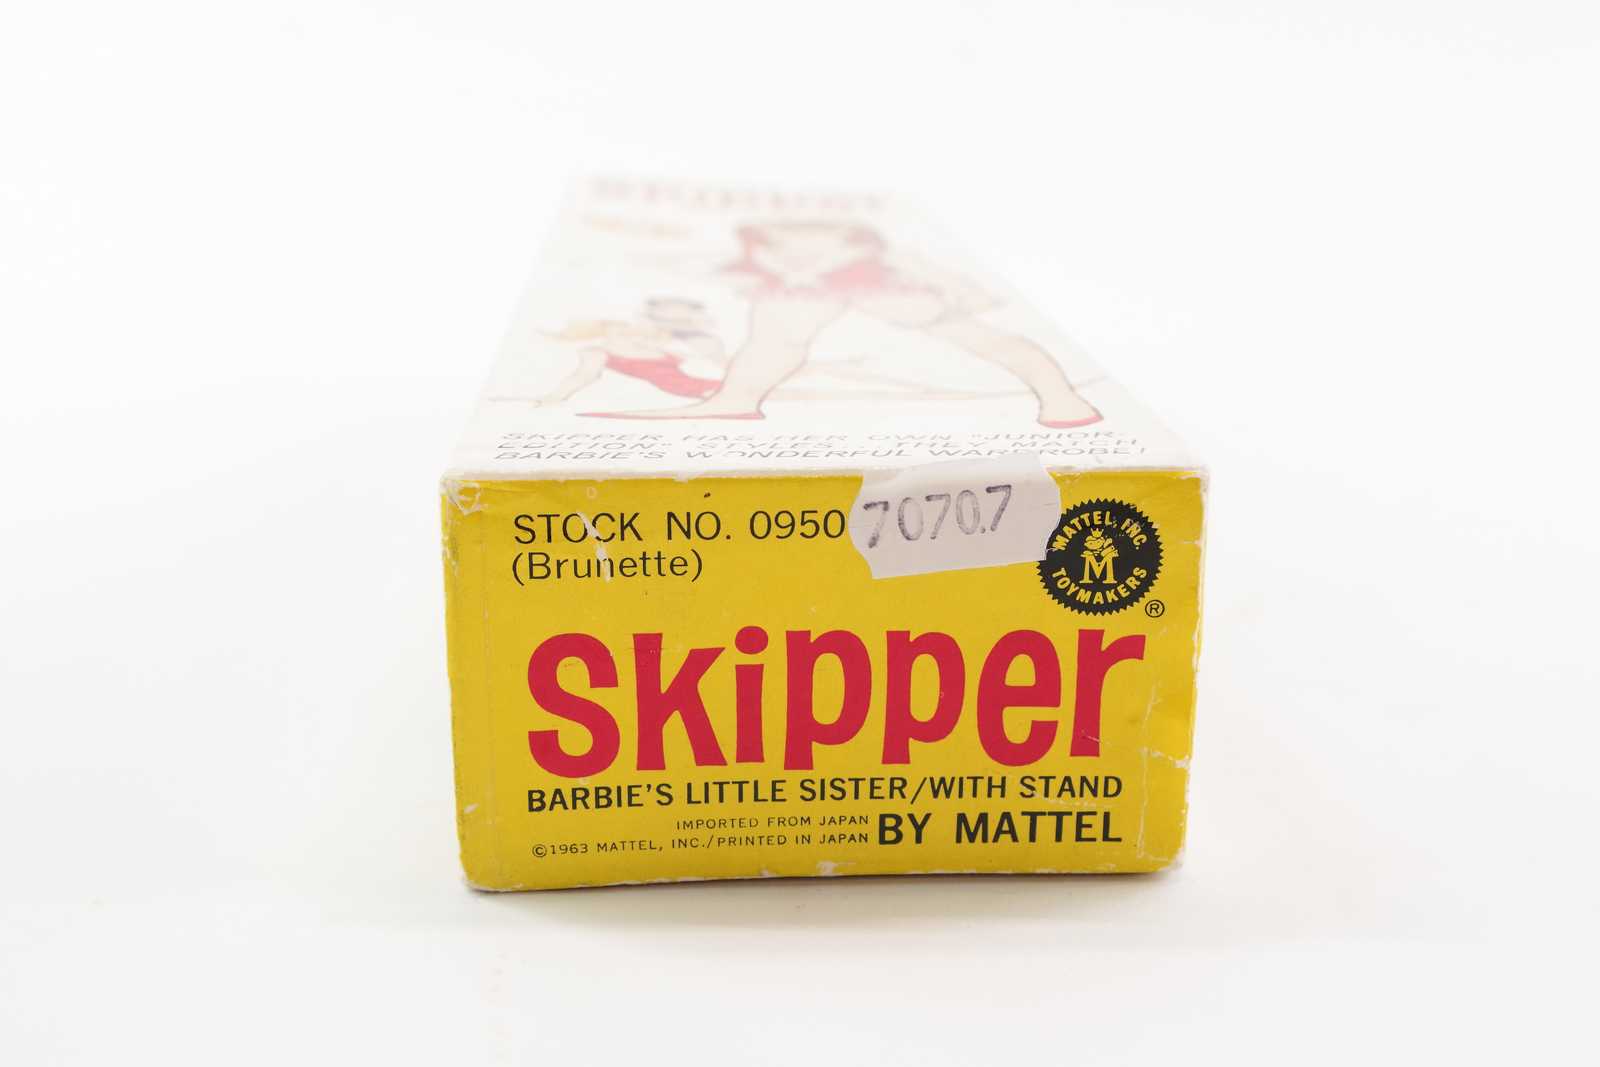 Skipper
SKIPPER HAS HER OWN "JUNIOR-
EDITION" STYLES...THEY MATCH
BARBIE'S WONDERFUL WARDROBE!
STOCK NO. 0950
(Brunette)
7070.7
MATTEL, INC.
M
TOYMAKERS
®
Skipper
BARBIE'S LITTLE SISTER/WITH STAND
IMPORTED FROM JAPAN
©1963 MATTEL, INC./PRINTED IN JAPAN
BY MATTEL